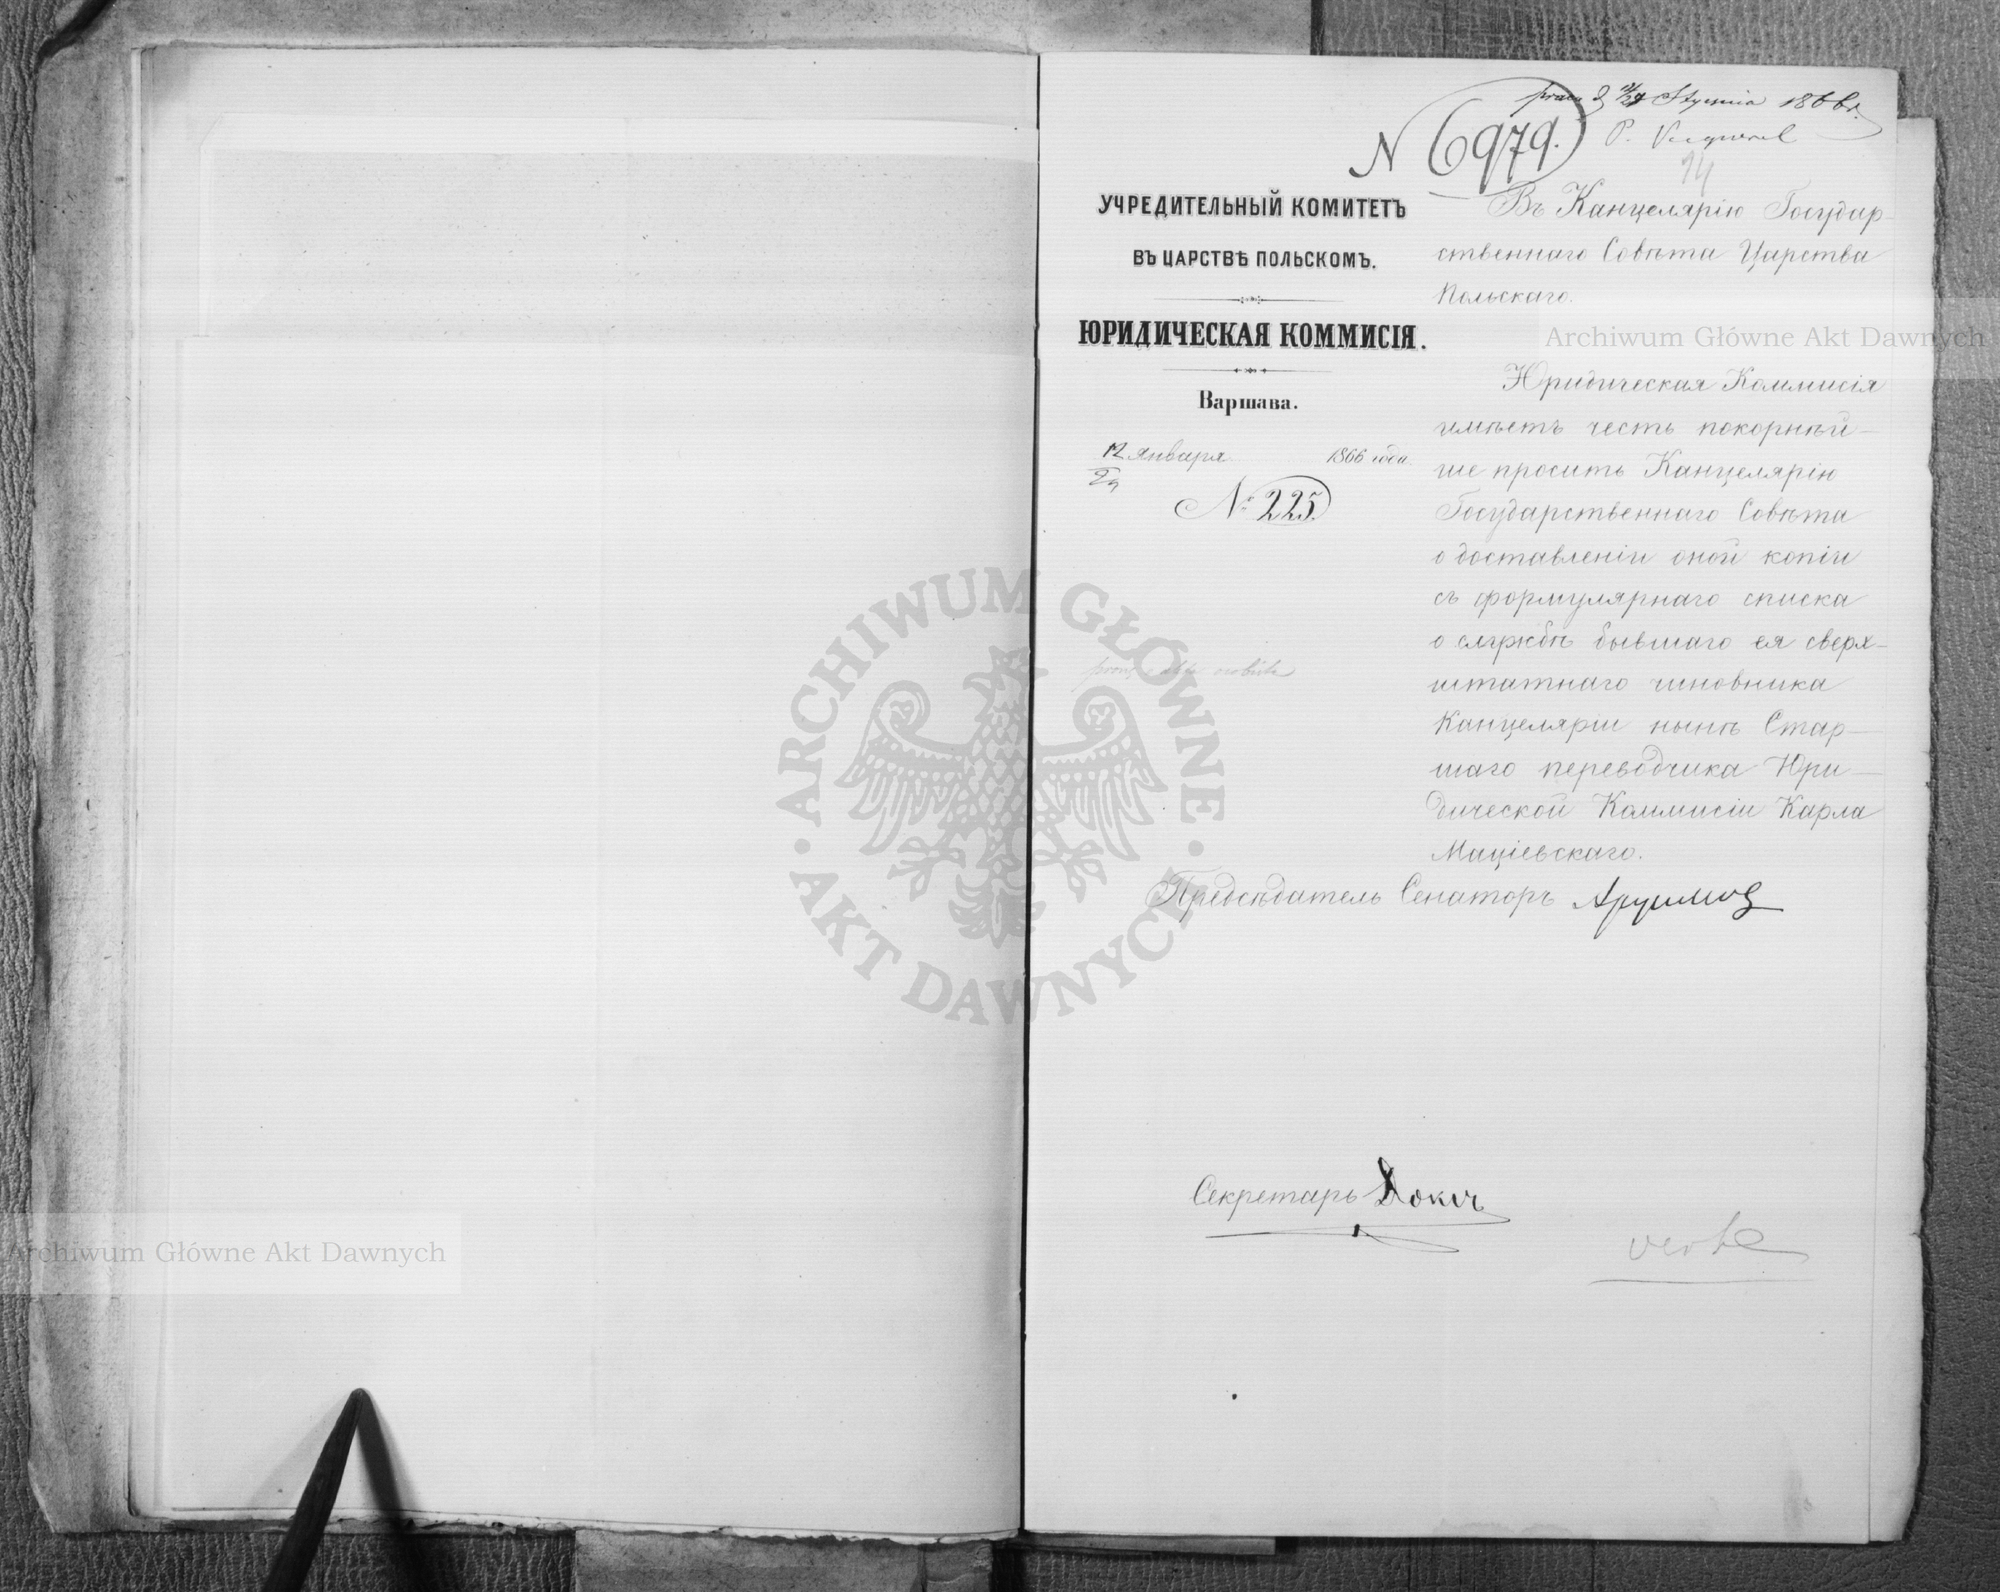 Stycznia 1866 r.
N 6979.
P.
14
УЧРЕДИТЕЛЬНЫЙ КОМИТЕТЪ
ВЪ ЦАРСТВѢ ПОЛЬСКОМЪ.
ЮРИДИЧЕСКАЯ КОММИСІЯ.
Варшава.
12 Января 1866 года.
№ 225.
Въ Канцелярію Государ-
ственнаго Совѣта Царства
Польскаго.
Юридическая Коммисія
имѣетъ честь покорнѣй-
ше просить Канцелярію
Государственнаго Совѣта
о доставленіи оной копіи
съ формулярнаго списка
о службѣ бывшаго ея сверх-
штатнаго чиновника
Канцеляріи нынѣ Стар-
шаго переводчика Юри-
дической Коммисіи Карла
Маціевскаго.
Предсѣдатель Сенаторъ
Секретарь
ARCHIWUM GŁÓWNE AKT DAWNYCH
Archiwum Główne Akt Dawnych
Archiwum Główne Akt Dawnych